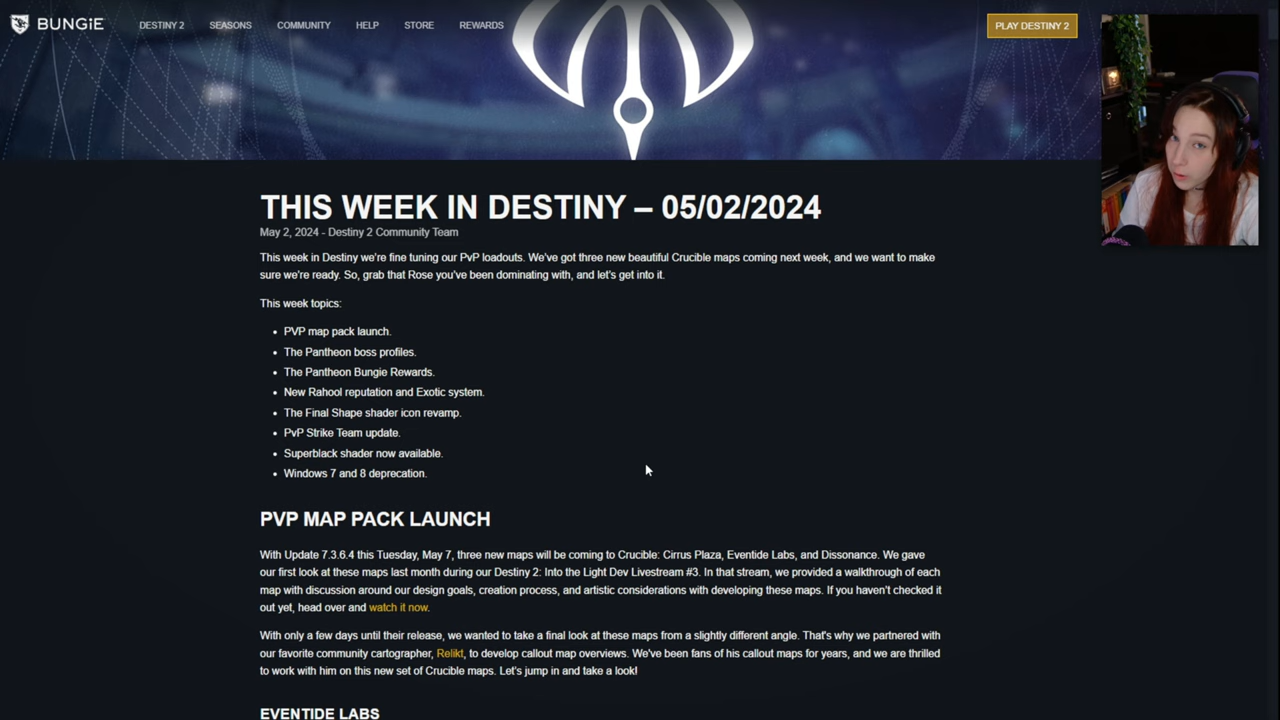 BUNGiE DESTINY 2 SEASONS COMMUNITY HELP STORE REWARDS PLAY DESTINY 2
THIS WEEK IN DESTINY – 05/02/2024
May 2, 2024 - Destiny 2 Community Team
This week in Destiny we're fine tuning our PvP loadouts. We've got three new beautiful Crucible maps coming next week, and we want to make
sure we're ready. So, grab that Rose you've been dominating with, and let's get into it.
This week topics:
• PVP map pack launch.
• The Pantheon boss profiles.
• The Pantheon Bungie Rewards.
• New Rahool reputation and Exotic system.
• The Final Shape shader icon revamp.
• PvP Strike Team update.
• Superblack shader now available.
• Windows 7 and 8 deprecation.
PVP MAP PACK LAUNCH
With Update 7.3.6.4 this Tuesday, May 7, three new maps will be coming to Crucible: Cirrus Plaza, Eventide Labs, and Dissonance. We gave
our first look at these maps last month during our Destiny 2: Into the Light Dev Livestream #3. In that stream, we provided a walkthrough of each
map with discussion around our design goals, creation process, and artistic considerations with developing these maps. If you haven't checked it
out yet, head over and watch it now.
With only a few days until their release, we wanted to take a final look at these maps from a slightly different angle. That's why we partnered with
our favorite community cartographer, Relikt, to develop callout map overviews. We've been fans of his callout maps for years, and we are thrilled
to work with him on this new set of Crucible maps. Let's jump in and take a look!
EVENTIDE LABS